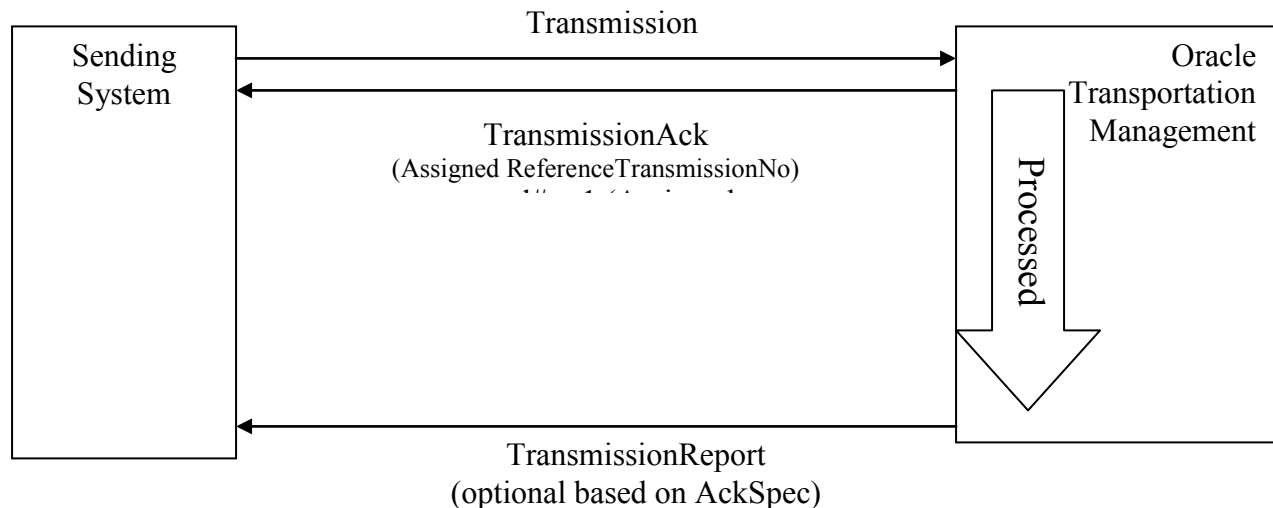 Transmission
Sending
System
Oracle
Transportation
Management
TransmissionAck
(Assigned ReferenceTransmissionNo)
Processed
TransmissionReport
(optional based on AckSpec)